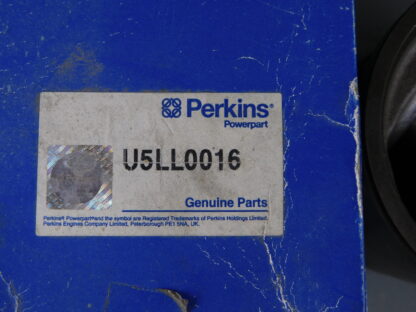 Perkins®
Powerpart
U5LL0016
Genuine Parts
Perkins® Powerpart and the symbol are Registered Trademarks of Perkins Holdings Limited.
Perkins Engines Company Limited, Peterborough PE1 5NA, UK.